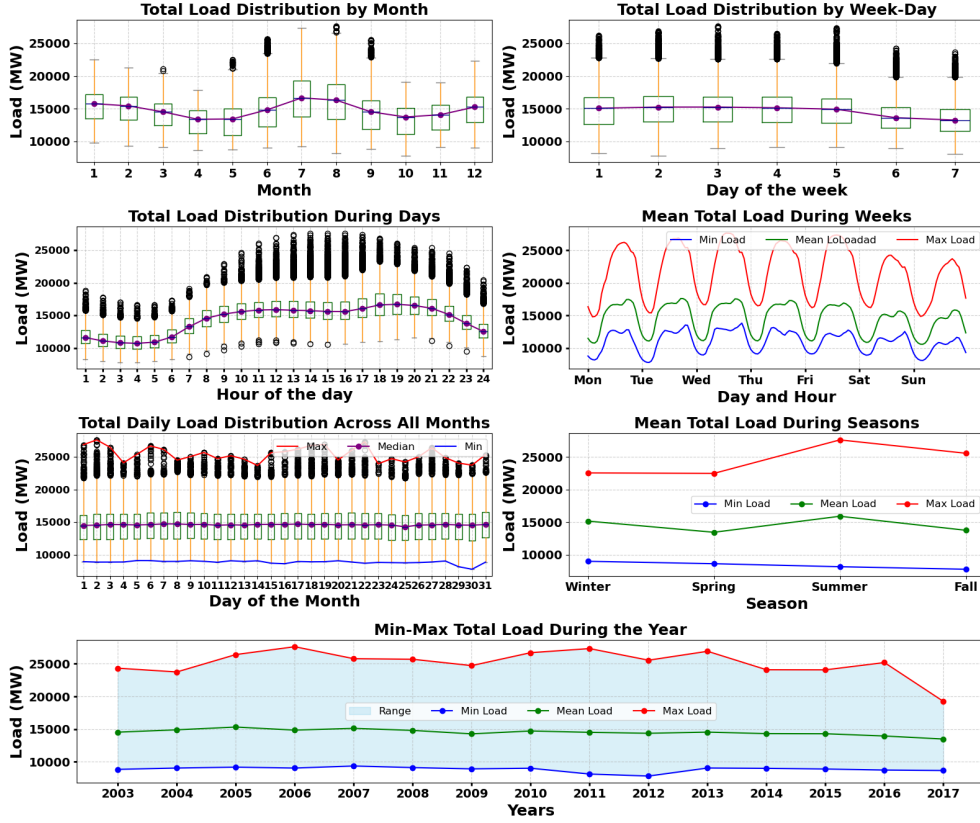 Total Load Distribution by Month
Load (MW)
25000
20000
15000
10000
1 2 3 4 5 6 7 8 9 10 11 12
Month
Total Load Distribution by Week-Day
Load (MW)
25000
20000
15000
10000
1 2 3 4 5 6 7
Day of the week
Total Load Distribution During Days
Load (MW)
25000
20000
15000
10000
1 2 3 4 5 6 7 8 9 10 11 12 13 14 15 16 17 18 19 20 21 22 23 24
Hour of the day
Mean Total Load During Weeks
Min Load Mean LoLoadad Max Load
Load (MW)
25000
20000
15000
10000
Mon Tue Wed Thu Fri Sat Sun
Day and Hour
Total Daily Load Distribution Across All Months
Max Median Min
Load (MW)
25000
20000
15000
10000
1 2 3 4 5 6 7 8 9 10 11 12 13 14 15 16 17 18 19 20 21 22 23 24 25 26 27 28 29 30 31
Day of the Month
Mean Total Load During Seasons
Load (MW)
25000
20000
15000
10000
Min Load Mean Load Max Load
Winter Spring Summer Fall
Season
Min-Max Total Load During the Year
Load (MW)
25000
20000
15000
10000
Range Min Load Mean Load Max Load
2003 2004 2005 2006 2007 2008 2009 2010 2011 2012 2013 2014 2015 2016 2017
Years